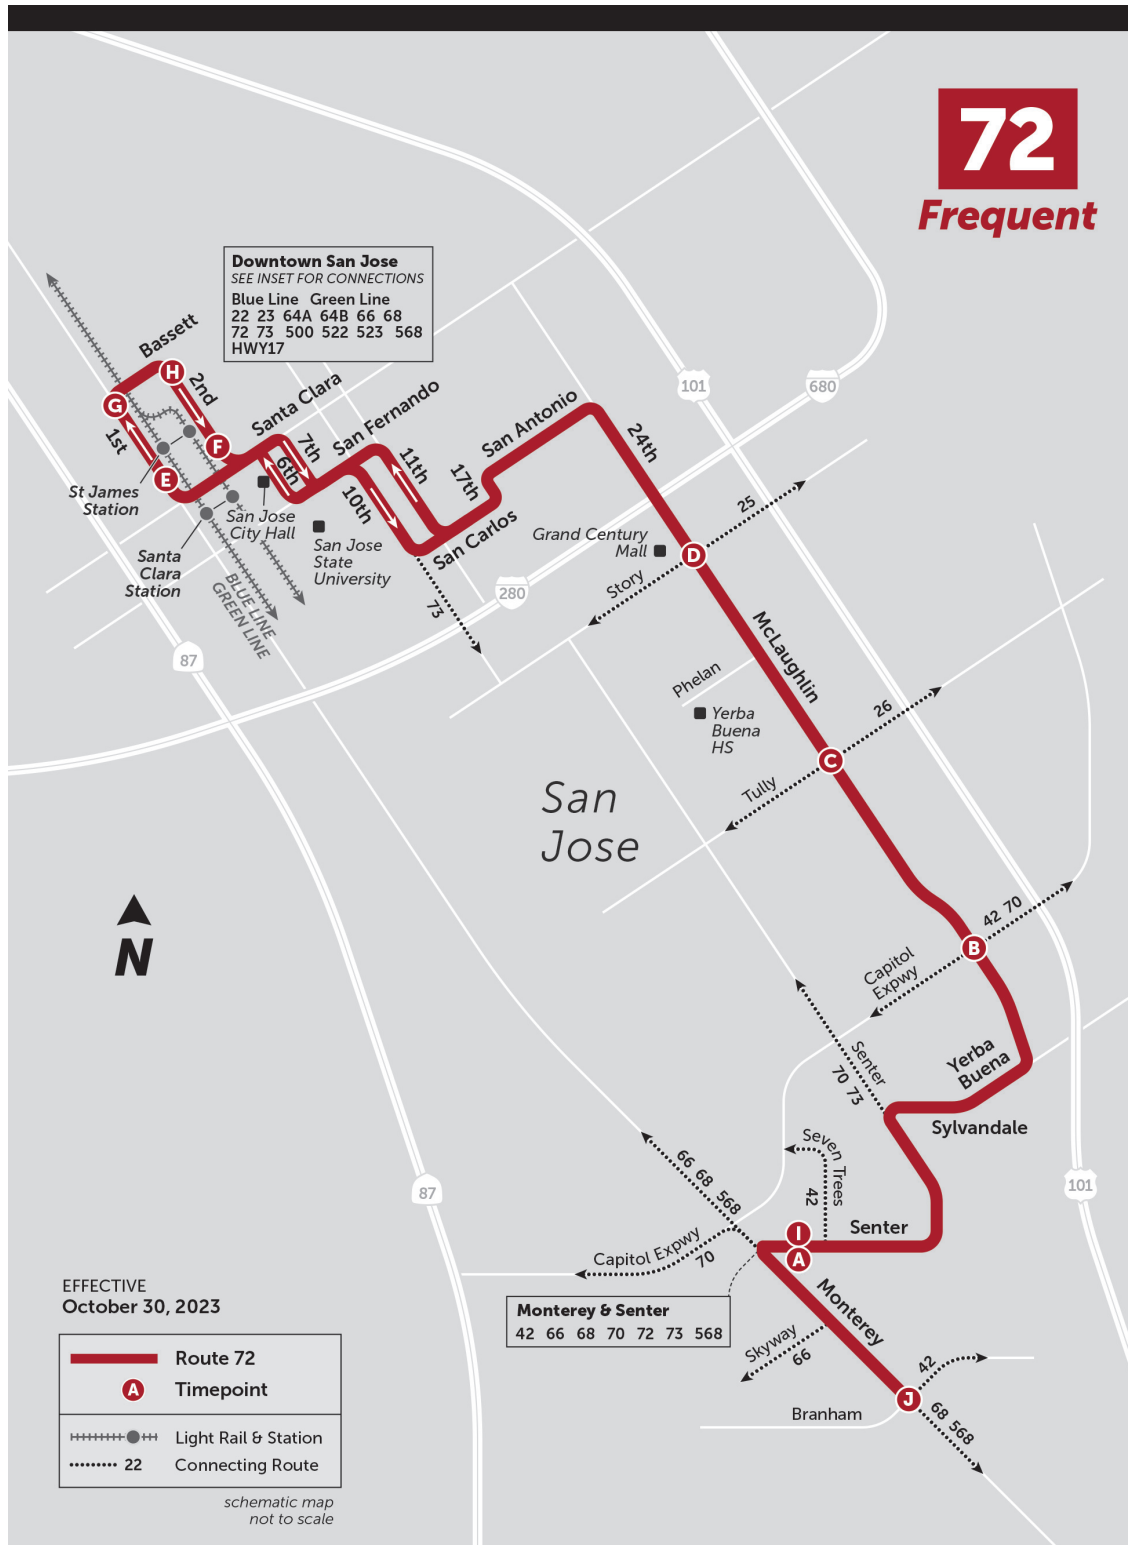 72
Frequent
Downtown San Jose
SEE INSET FOR CONNECTIONS
Blue Line Green Line
22 23 64A 64B 66 68
72 73 500 522 523 568
HWY17
Bassett
H
2nd
G
1st
F
E
Santa Clara
7th
6th
San Fernando
11th
10th
17th
San Antonio
San Carlos
24th
101
680
St James
Station
Santa
Clara
Station
San Jose
City Hall
San Jose
State
University
BLUE LINE
GREEN LINE
73
280
87
Grand Century
Mall
D
25
Story
McLaughlin
Phelan
Yerba
Buena
HS
26
C
Tully
San
Jose
N
42 70
B
Capitol
Expwy
Senter
70 73
Yerba
Buena
Sylvandale
Seven Trees
42
66 68 568
101
87
I
A
Senter
Capitol Expwy
70
Monterey & Senter
42 66 68 70 72 73 568
Monterey
Skyway
66
42
J
Branham
68 568
EFFECTIVE
October 30, 2023
Route 72
A Timepoint
Light Rail & Station
22 Connecting Route
schematic map
not to scale